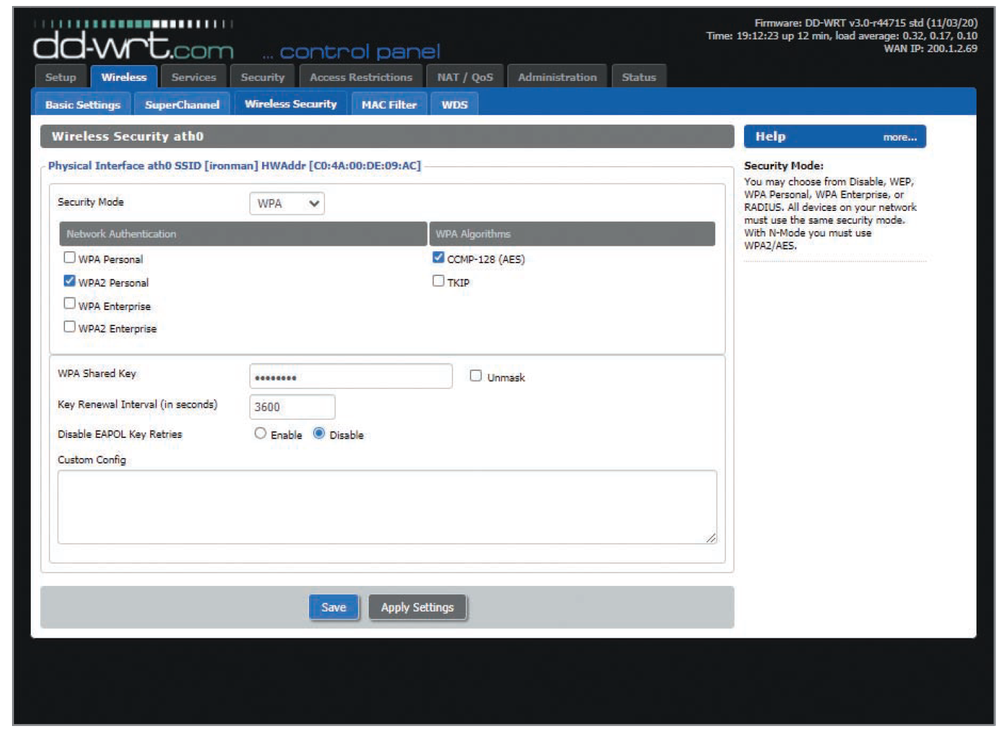 dd-wrt.com ... control panel
Firmware: DD-WRT v3.0-r44715 std (11/03/20)
Time: 19:12:23 up 12 min, load average: 0.32, 0.17, 0.10
WAN IP: 200.1.2.69
Setup Wireless Services Security Access Restrictions NAT / QoS Administration Status
Basic Settings SuperChannel Wireless Security MAC Filter WDS
Wireless Security ath0
Physical Interface ath0 SSID [ironman] HWAddr [C0:4A:00:DE:09:AC]
Security Mode WPA
Network Authentication WPA Algorithms
WPA Personal CCMP-128 (AES)
WPA2 Personal TKIP
WPA Enterprise
WPA2 Enterprise
WPA Shared Key •••••••• Unmask
Key Renewal Interval (in seconds) 3600
Disable EAPOL Key Retries Enable Disable
Custom Config
Save Apply Settings
Help more...
Security Mode:
You may choose from Disable, WEP,
WPA Personal, WPA Enterprise, or
RADIUS. All devices on your network
must use the same security mode.
With N-Mode you must use
WPA2/AES.